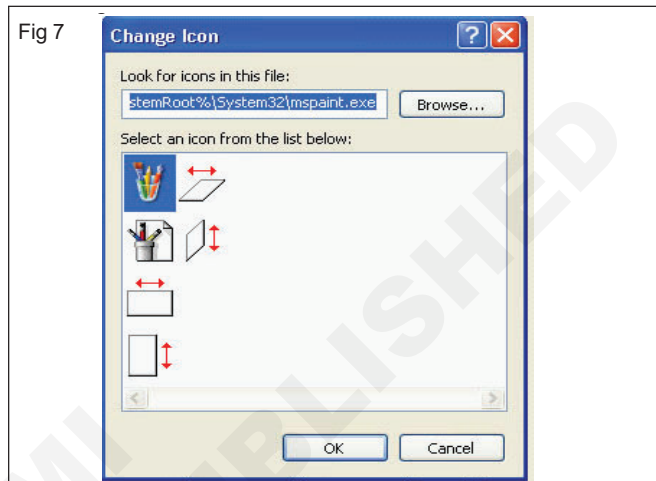 Fig 7
Change Icon
Look for icons in this file:
stemRoot%\System32\mspaint.exe
Browse...
Select an icon from the list below:
OK
Cancel